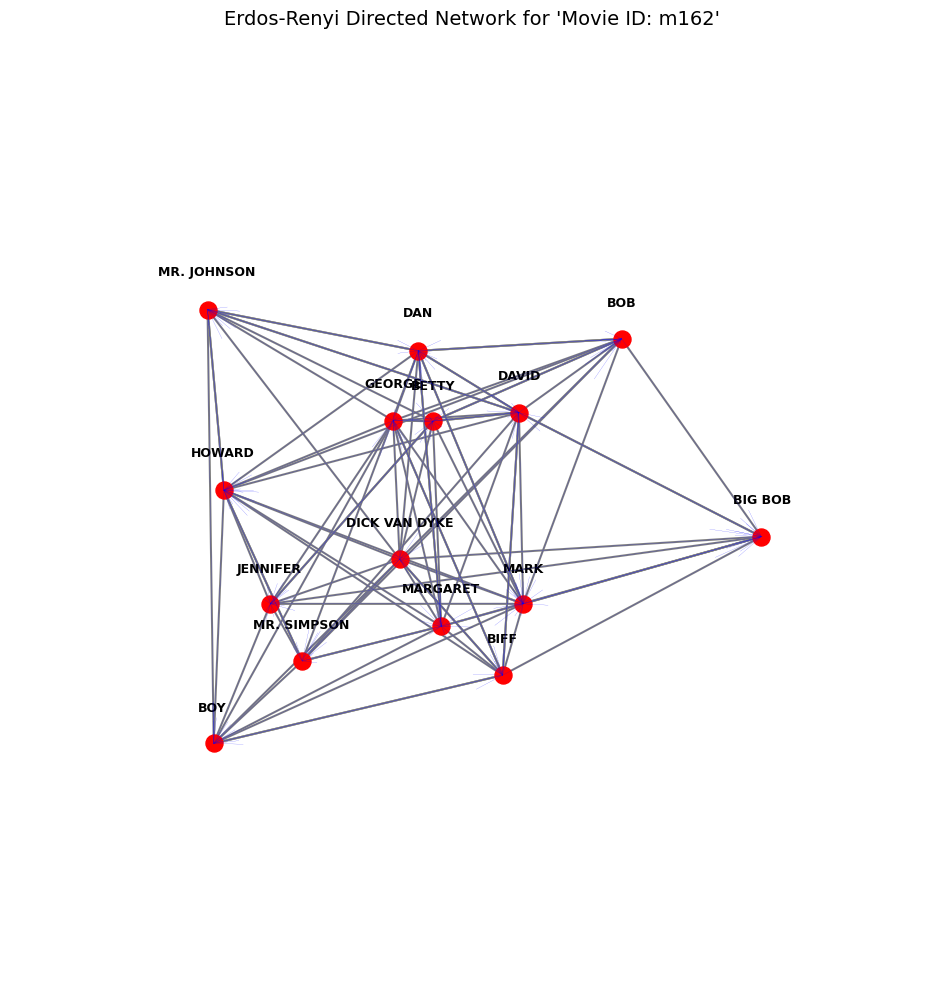 Erdos-Renyi Directed Network for 'Movie ID: m162'
MR. JOHNSON
BOB
DAN
DAVID
GEORGE
BETTY
HOWARD
BIG BOB
DICK VAN DYKE
JENNIFER
MARK
MARGARET
MR. SIMPSON
BIFF
BOY